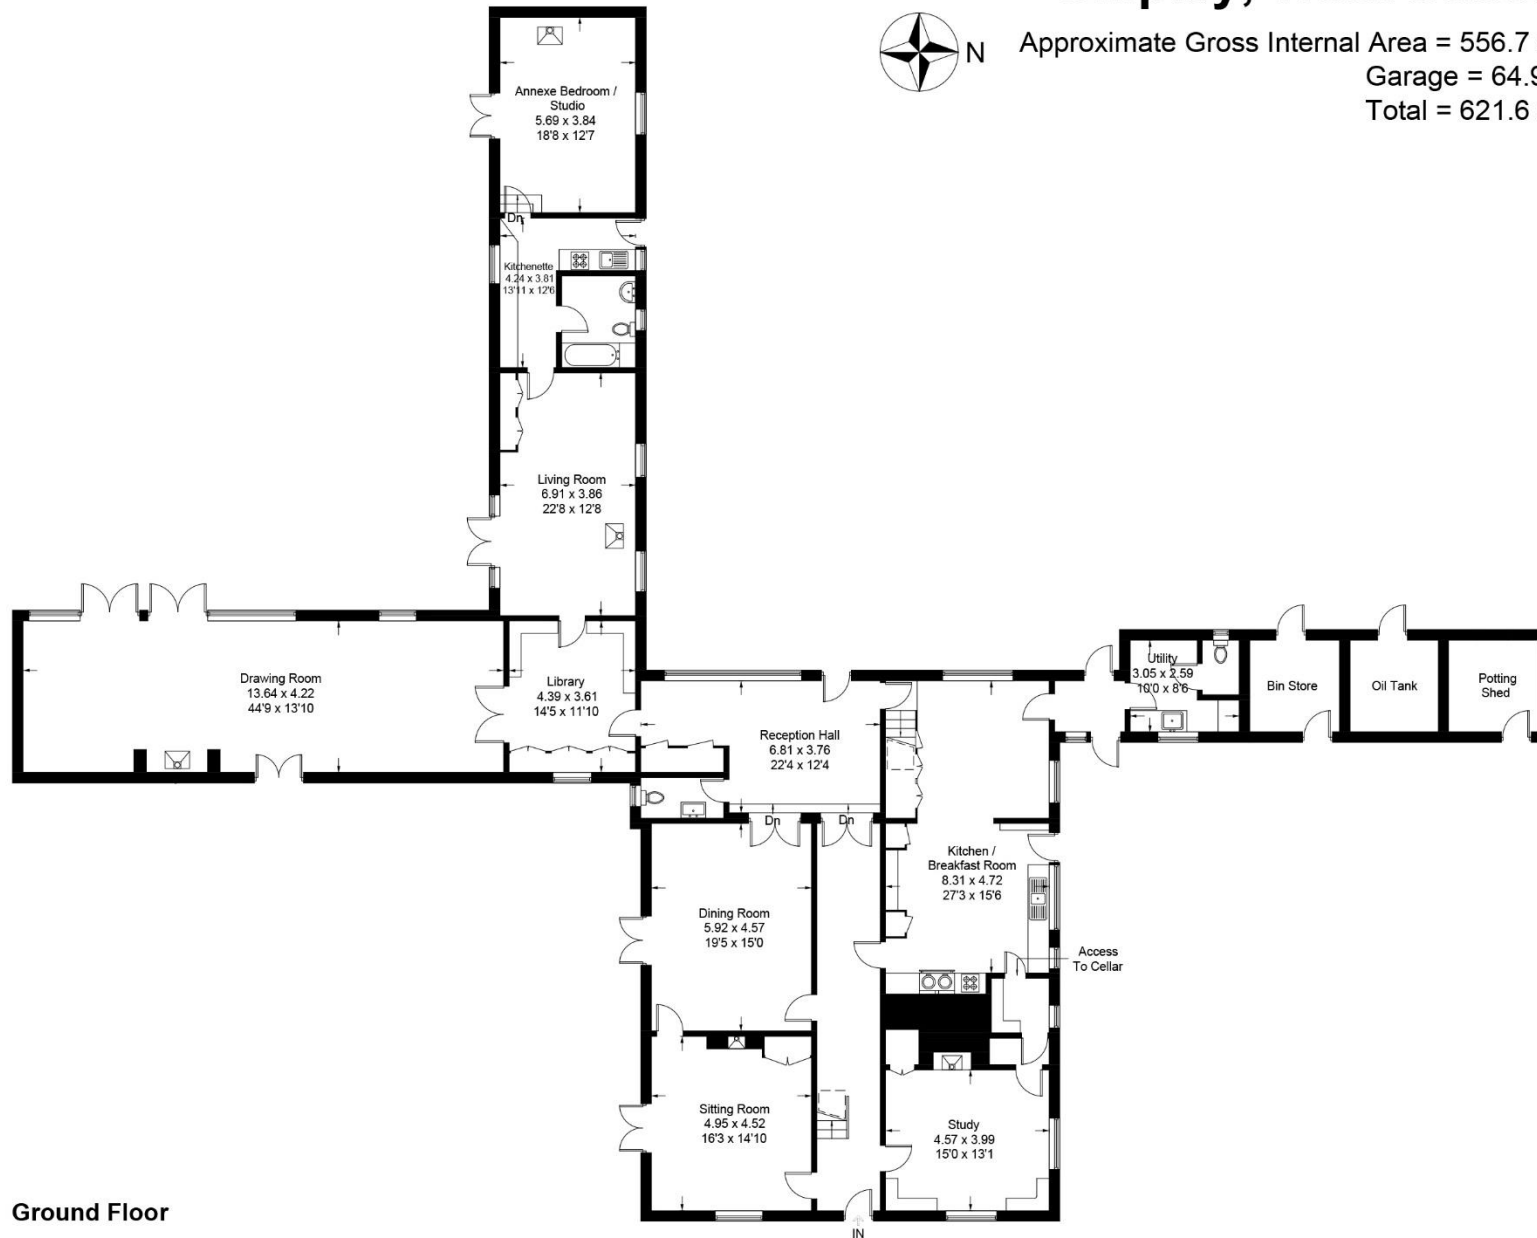 N
Approximate Gross Internal Area = 556.7
Garage = 64.9
Total = 621.6
Annexe Bedroom /
Studio
5.69 x 3.84
18'8 x 12'7
Dn
Kitchenette
4.24 x 3.81
13'11 x 12'6
Living Room
6.91 x 3.86
22'8 x 12'8
Drawing Room
13.64 x 4.22
44'9 x 13'10
Library
4.39 x 3.61
14'5 x 11'10
Reception Hall
6.81 x 3.76
22'4 x 12'4
Dn
Dn
Utility
3.05 x 2.59
10'0 x 8'6
Bin Store
Oil Tank
Potting
Shed
Kitchen /
Breakfast Room
8.31 x 4.72
27'3 x 15'6
Dining Room
5.92 x 4.57
19'5 x 15'0
Access
To Cellar
Sitting Room
4.95 x 4.52
16'3 x 14'10
Study
4.57 x 3.99
15'0 x 13'1
IN
Ground Floor